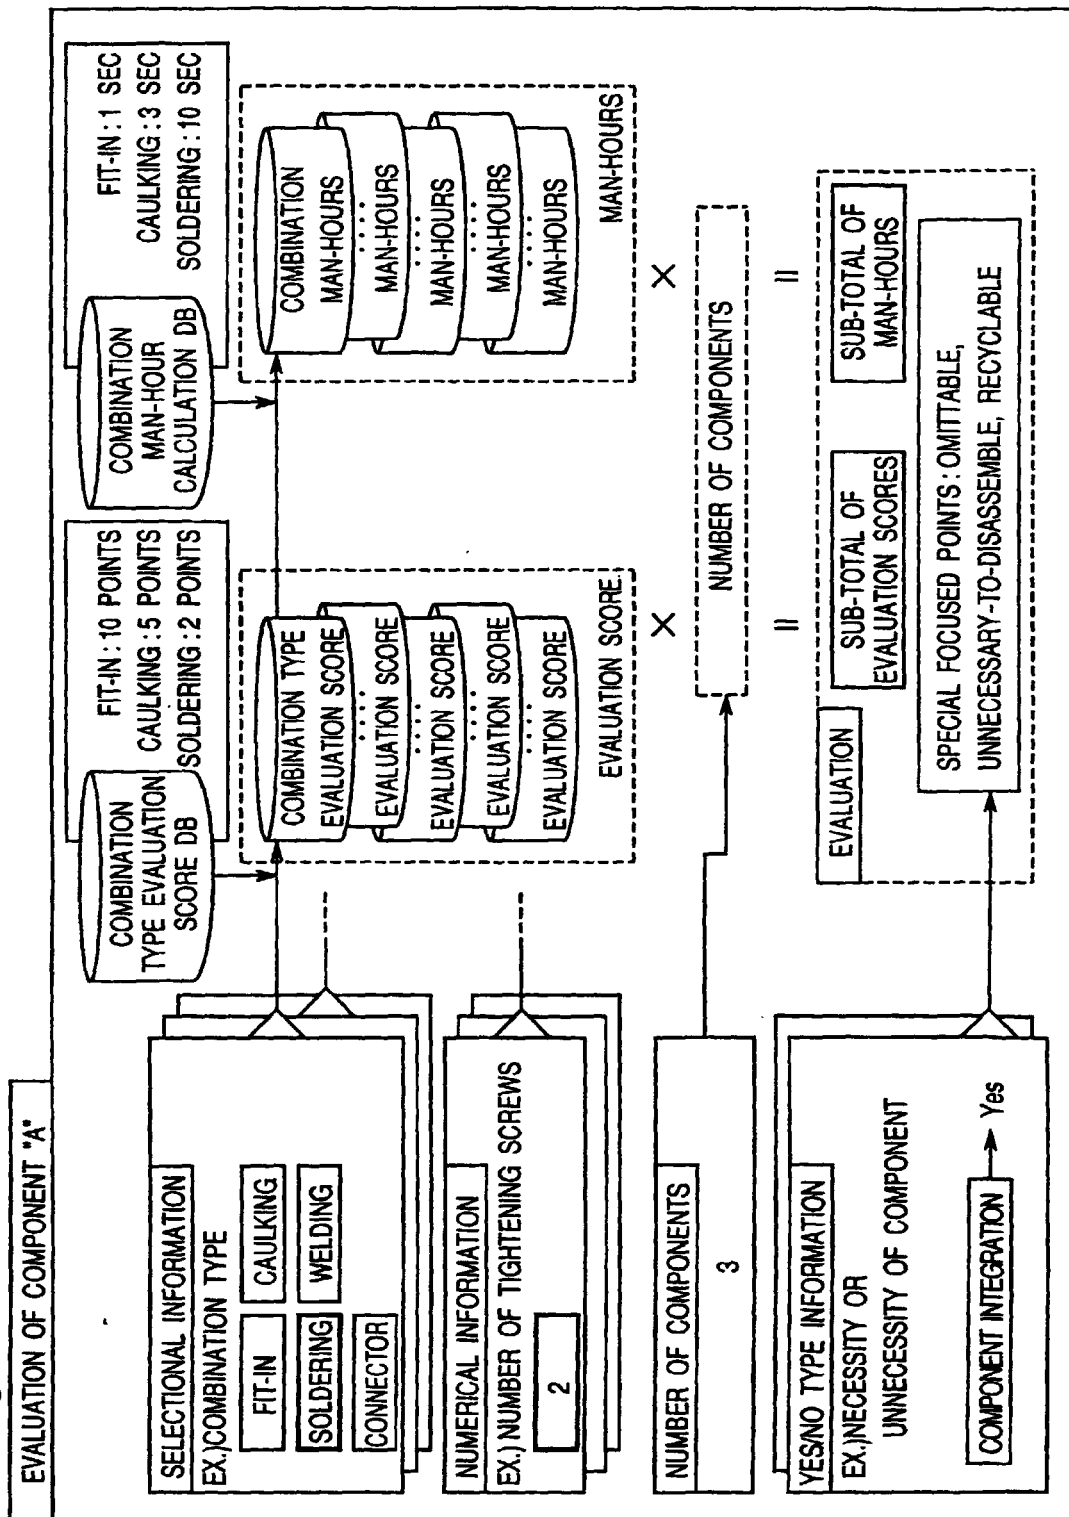 EVALUATION OF COMPONENT "A"
SELECTIONAL INFORMATION
EX.)COMBINATION TYPE
FIT-IN
CAULKING
SOLDERING
WELDING
CONNECTOR
NUMERICAL INFORMATION
EX.) NUMBER OF TIGHTENING SCREWS
2
NUMBER OF COMPONENTS
3
YES/NO TYPE INFORMATION
EX.)NECESSITY OR
UNNECESSITY OF COMPONENT
COMPONENT INTEGRATION
Yes
COMBINATION
TYPE EVALUATION
SCORE DB
FIT-IN : 10 POINTS
CAULKING : 5 POINTS
SOLDERING : 2 POINTS
COMBINATION TYPE
EVALUATION SCORE
.....
EVALUATION SCORE
.....
EVALUATION SCORE
.....
EVALUATION SCORE
.....
EVALUATION SCORE
EVALUATION SCORE
×
COMBINATION
MAN-HOUR
CALCULATION DB
FIT-IN : 1 SEC
CAULKING : 3 SEC
SOLDERING : 10 SEC
COMBINATION
MAN-HOURS
.....
MAN-HOURS
.....
MAN-HOURS
.....
MAN-HOURS
.....
MAN-HOURS
MAN-HOURS
×
NUMBER OF COMPONENTS
=
=
EVALUATION
SUB-TOTAL OF
EVALUATION SCORES
SUB-TOTAL OF
MAN-HOURS
SPECIAL FOCUSED POINTS : OMITTABLE,
UNNECESSARY-TO-DISASSEMBLE, RECYCLABLE